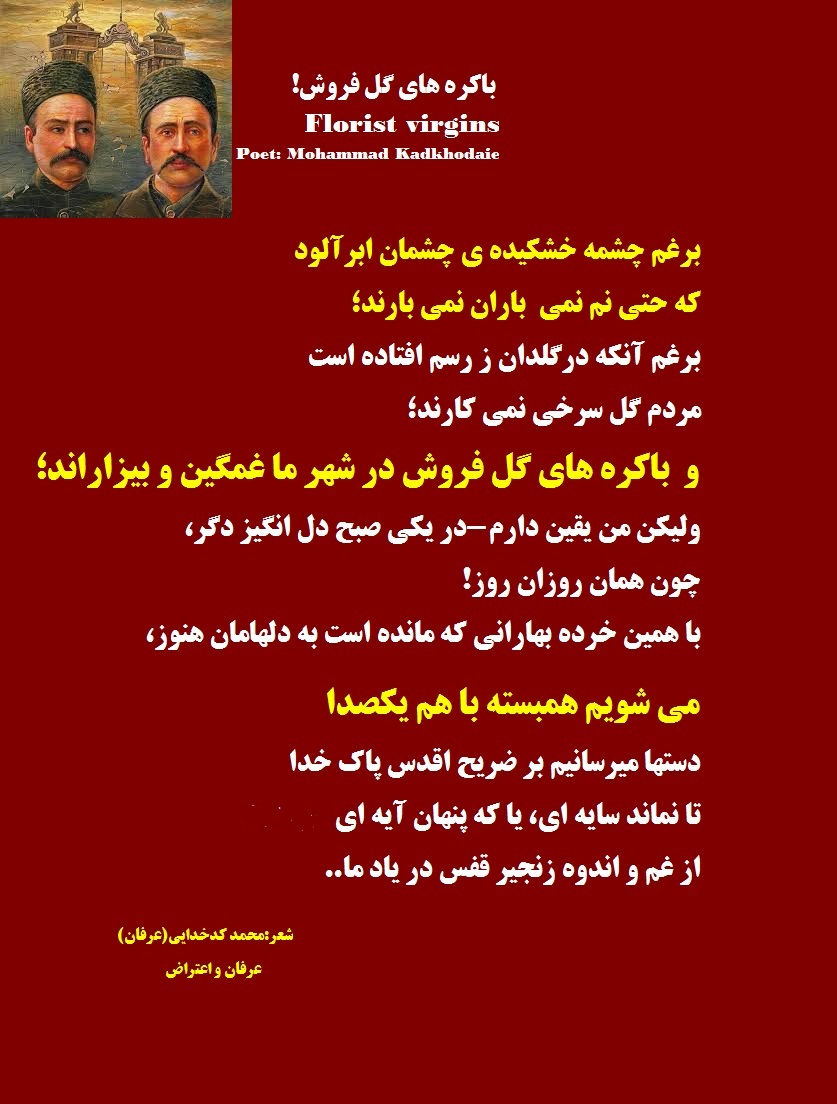 باکره های گل فروش!
Florist virgins
Poet: Mohammad Kadkhodaie
برغم چشمه خشکیده ی چشمان ابرآلود
که حتی نم نمی باران نمی بارند؛
برغم آنکه درگلدان ز رسم افتاده است
مردم گل سرخی نمی کارند؛
و باکره های گل فروش در شهر ما غمگین و بیزاراند؛
ولیکن من یقین دارم-در یکی صبح دل انگیز دگر،
چون همان روزان روز!
با همین خرده بهارانی که مانده است به دلهامان هنوز،
می شویم همبسته با هم یکصدا
دستها میرسانیم بر ضریح اقدس پاک خدا
تا نماند سایه ای، یا که پنهان آیه ای
از غم و اندوه زنجیر قفس در یاد ما..
شعر:محمد کدخدایی(عرفان)
عرفان و اعتراض